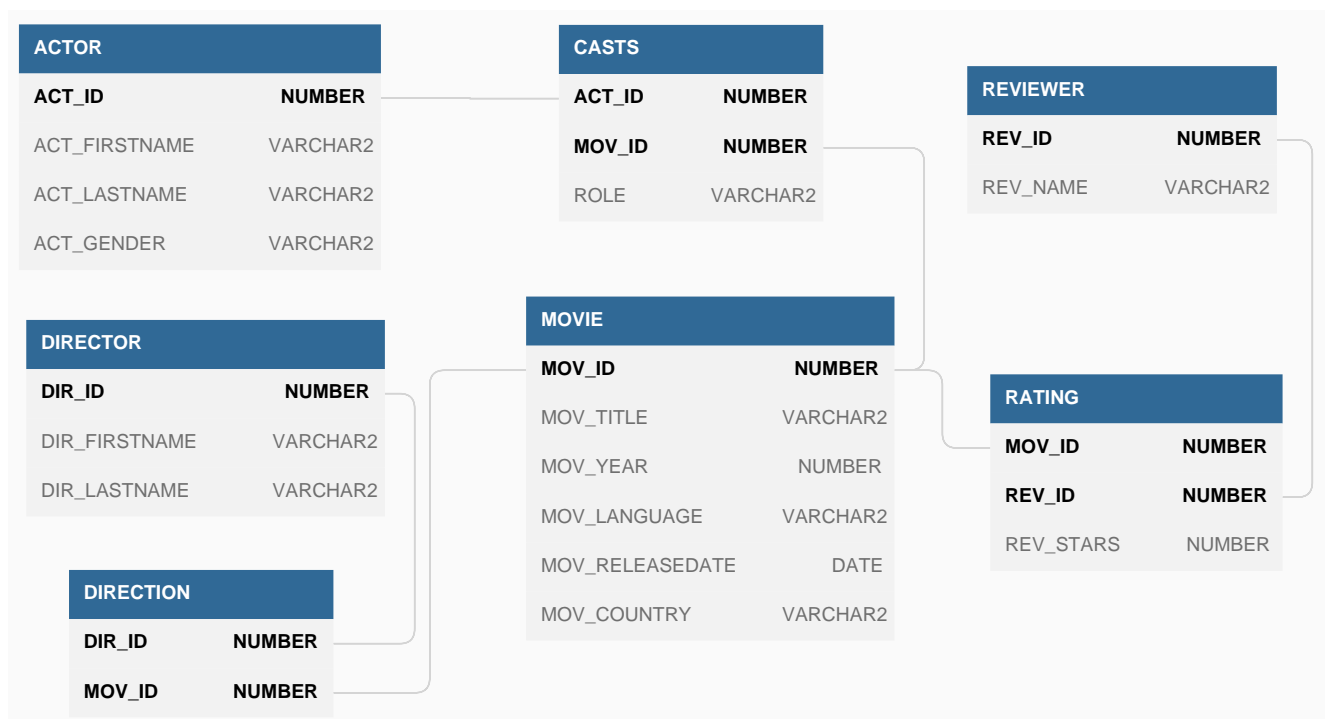 ACTOR
ACT_ID NUMBER
ACT_FIRSTNAME VARCHAR2
ACT_LASTNAME VARCHAR2
ACT_GENDER VARCHAR2
CASTS
ACT_ID NUMBER
MOV_ID NUMBER
ROLE VARCHAR2
REVIEWER
REV_ID NUMBER
REV_NAME VARCHAR2
DIRECTOR
DIR_ID NUMBER
DIR_FIRSTNAME VARCHAR2
DIR_LASTNAME VARCHAR2
MOVIE
MOV_ID NUMBER
MOV_TITLE VARCHAR2
MOV_YEAR NUMBER
MOV_LANGUAGE VARCHAR2
MOV_RELEASEDATE DATE
MOV_COUNTRY VARCHAR2
RATING
MOV_ID NUMBER
REV_ID NUMBER
REV_STARS NUMBER
DIRECTION
DIR_ID NUMBER
MOV_ID NUMBER